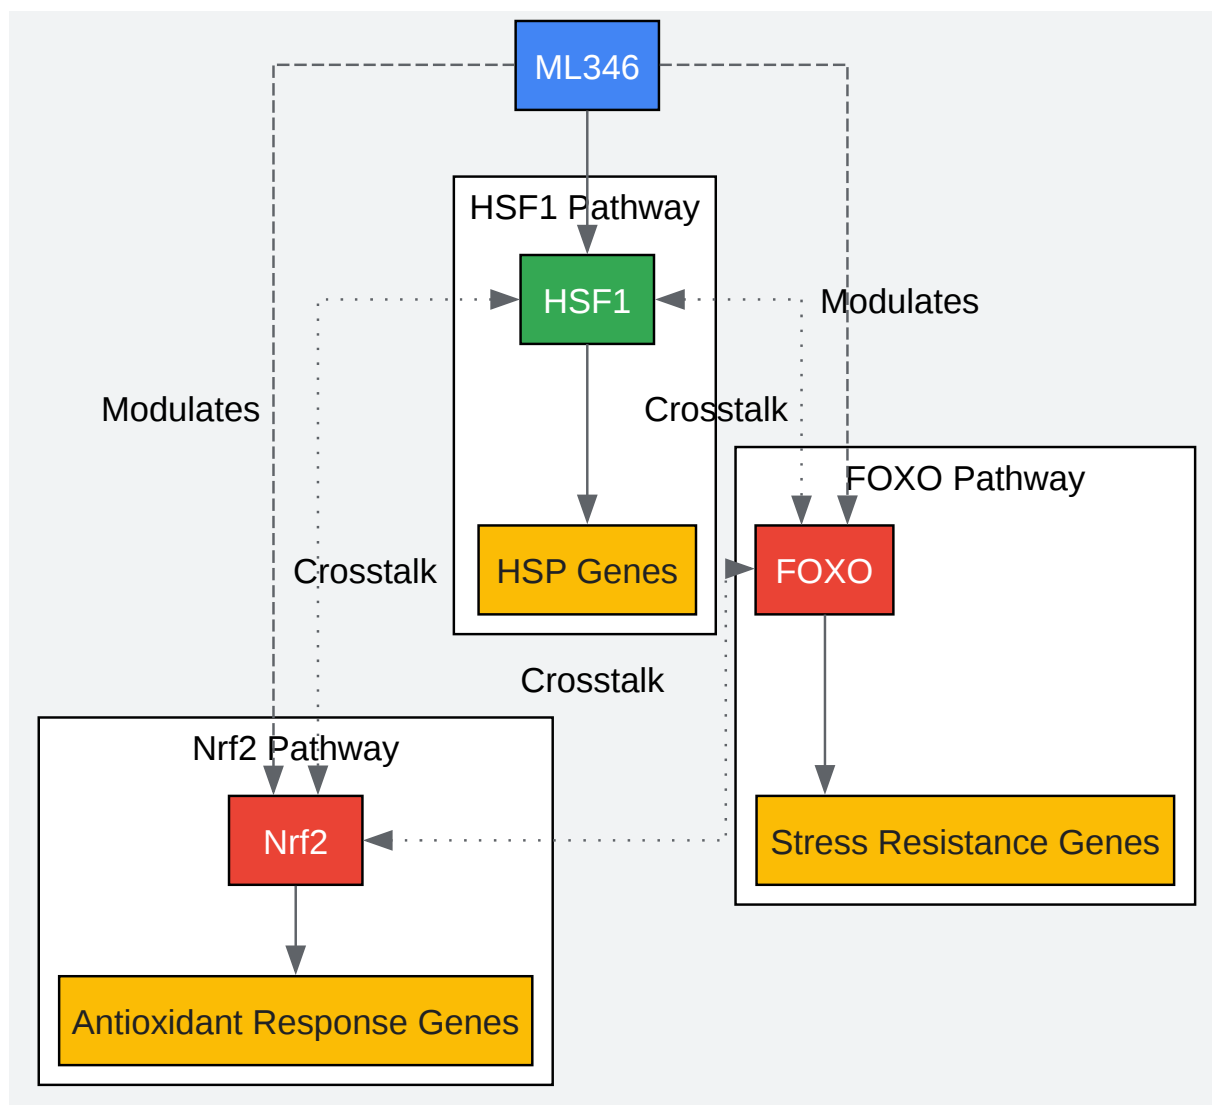 ML346
HSF1 Pathway
HSF1
Modulates
Modulates
Crosstalk
FOXO Pathway
Crosstalk
HSP Genes
FOXO
Crosstalk
Nrf2 Pathway
Nrf2
Stress Resistance Genes
Antioxidant Response Genes